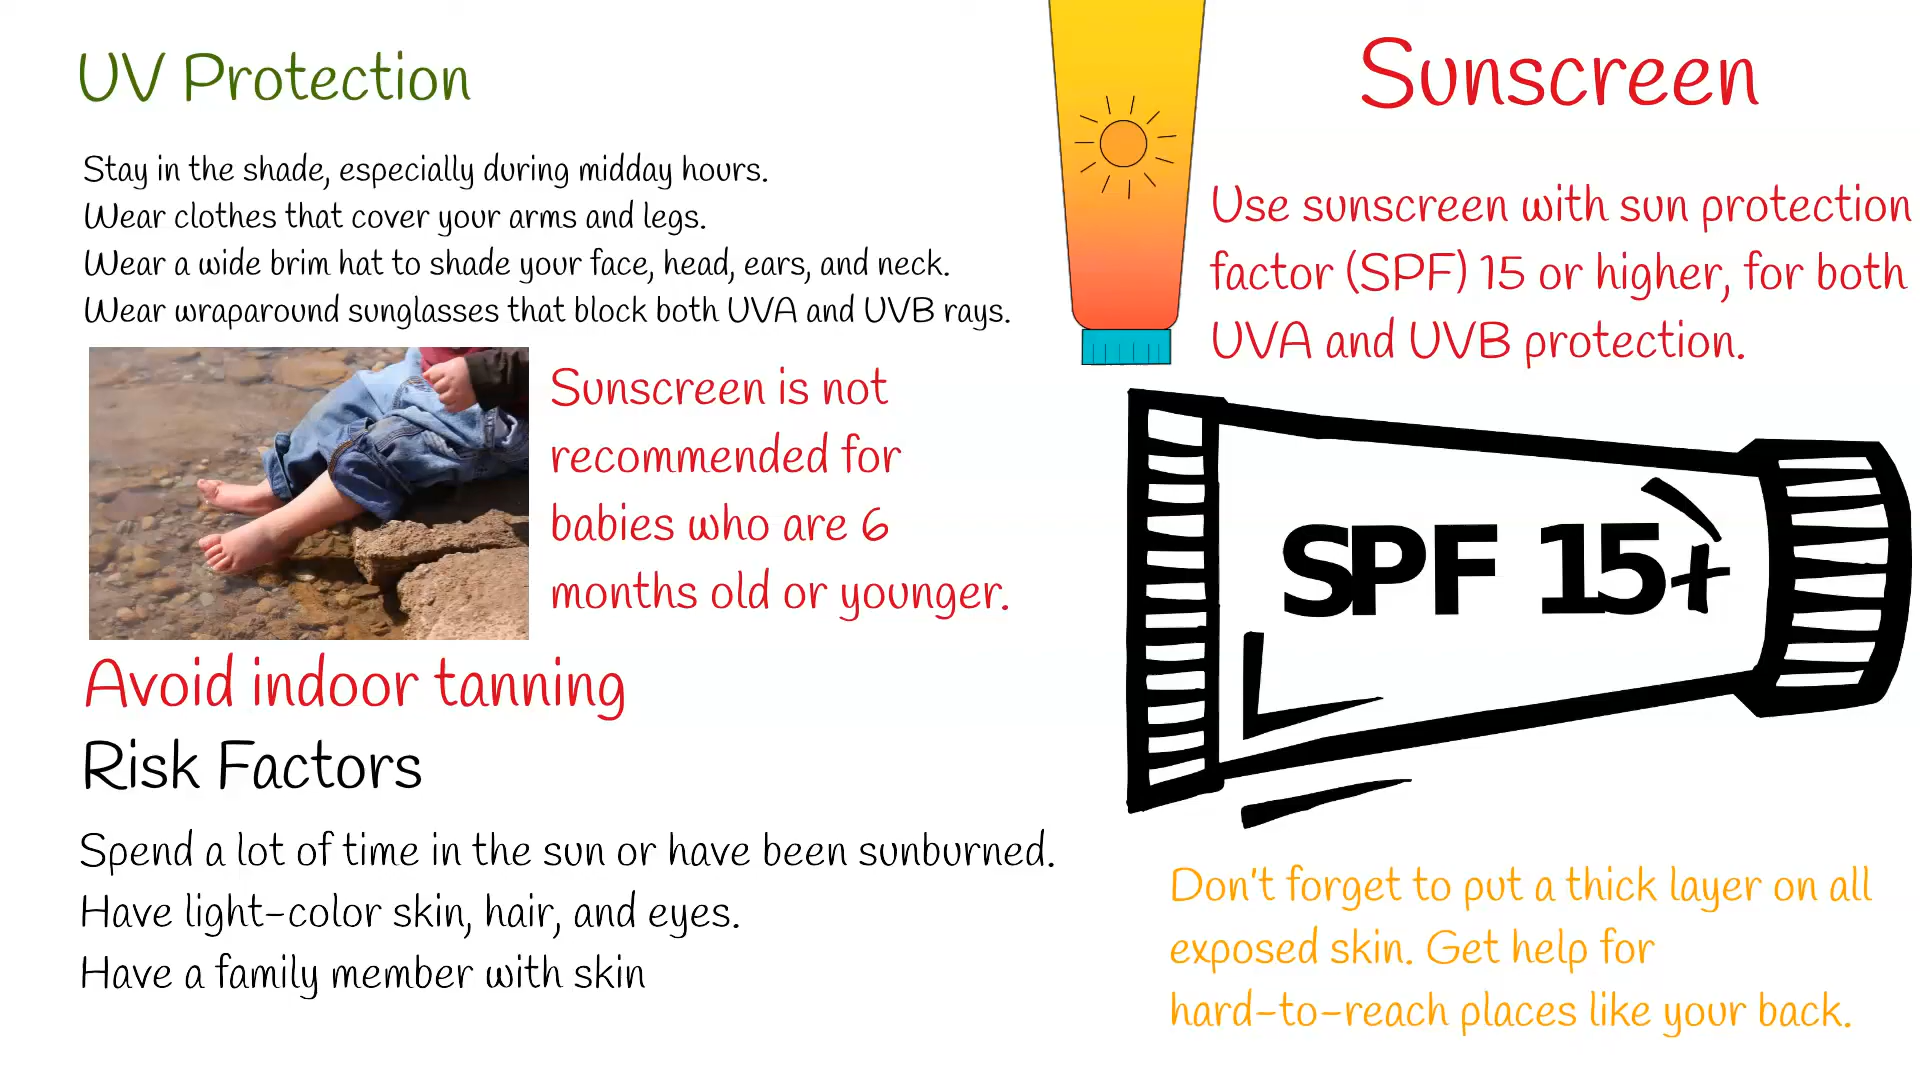 UV Protection
Stay in the shade, especially during midday hours.
Wear clothes that cover your arms and legs.
Wear a wide brim hat to shade your face, head, ears, and neck.
Wear wraparound sunglasses that block both UVA and UVB rays.
Sunscreen is not
recommended for
babies who are 6
months old or younger.
Avoid indoor tanning
Risk Factors
Spend a lot of time in the sun or have been sunburned.
Have light-color skin, hair, and eyes.
Have a family member with skin
Sunscreen
Use sunscreen with sun protection
factor (SPF) 15 or higher, for both
UVA and UVB protection.
SPF 15+
Don't forget to put a thick layer on all
exposed skin. Get help for
hard-to-reach places like your back.